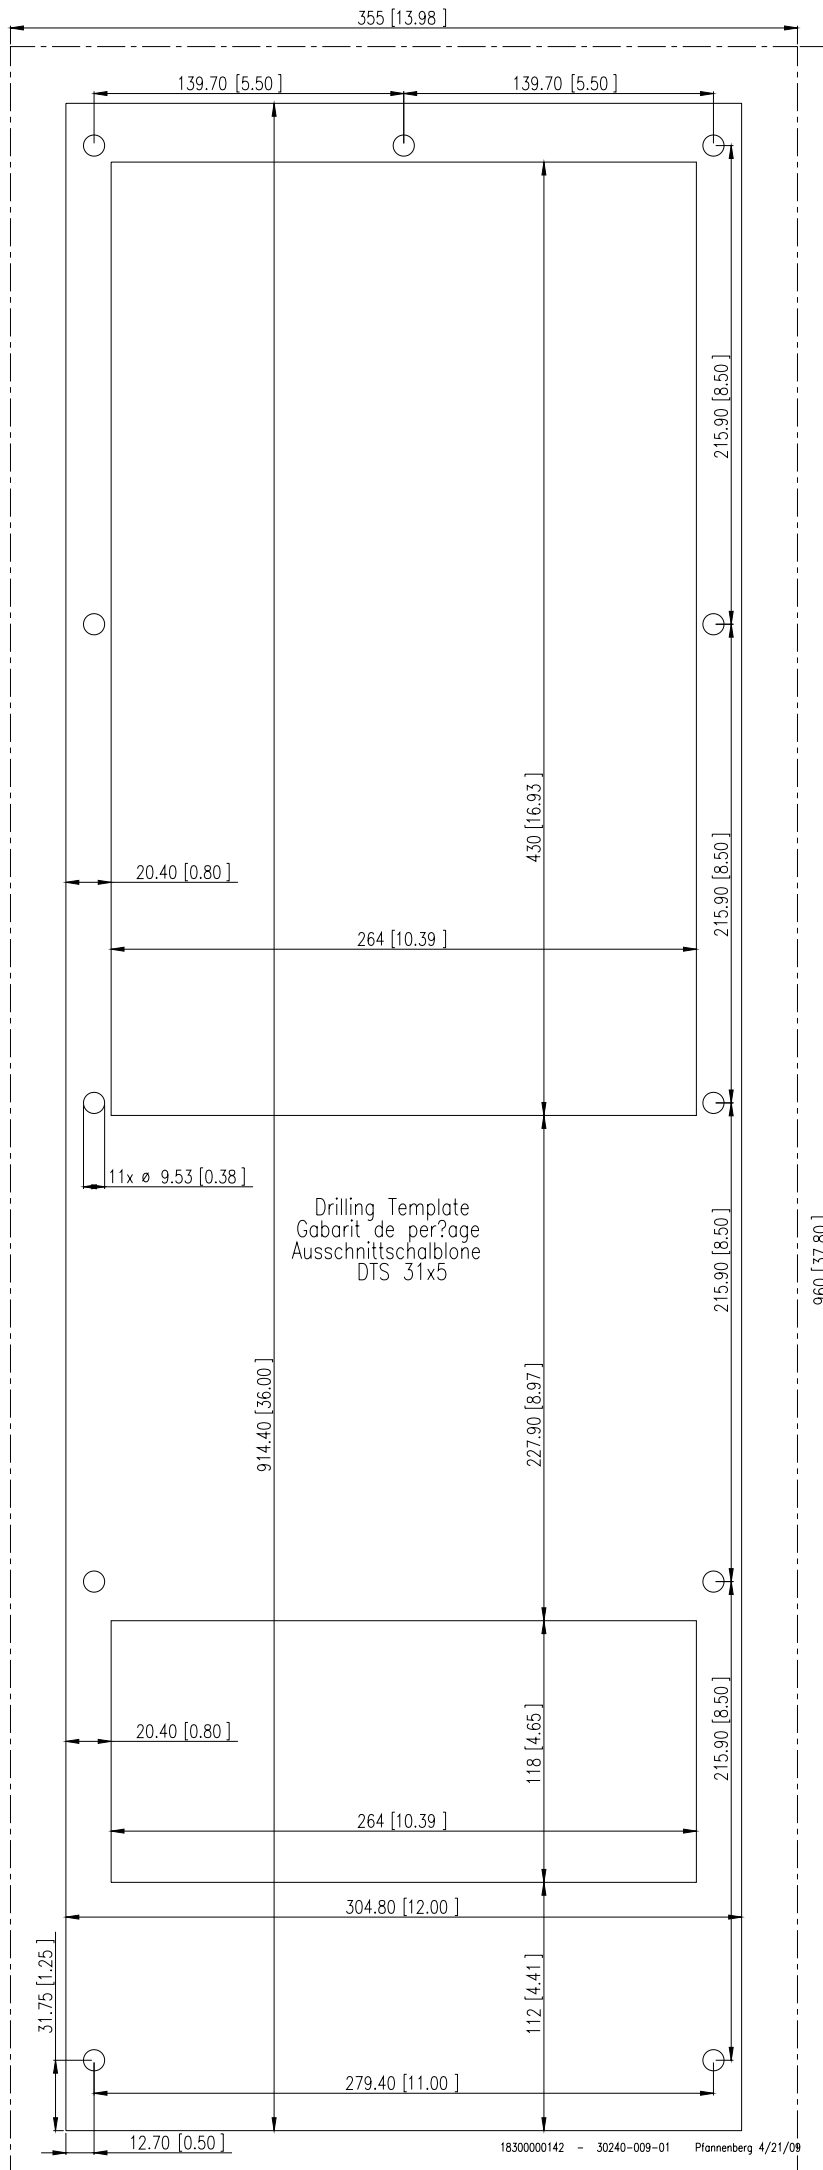 355 [13.98 ]
139.70 [5.50 ]
139.70 [5.50 ]
215.90 [8.50 ]
430 [16.93 ]
20.40 [0.80 ]
215.90 [8.50 ]
264 [10.39 ]
11x ø 9.53 [0.38 ]
Drilling Template
Gabarit de per?age
Ausschnittschalblone
DTS 31x5
215.90 [8.50 ]
960 [37.80 ]
914.40 [36.00 ]
227.90 [8.97 ]
20.40 [0.80 ]
118 [4.65 ]
215.90 [8.50 ]
264 [10.39 ]
304.80 [12.00 ]
31.75 [1.25 ]
112 [4.41 ]
279.40 [11.00 ]
12.70 [0.50 ]
18300000142 - 30240-009-01 Pfannenberg 4/21/09